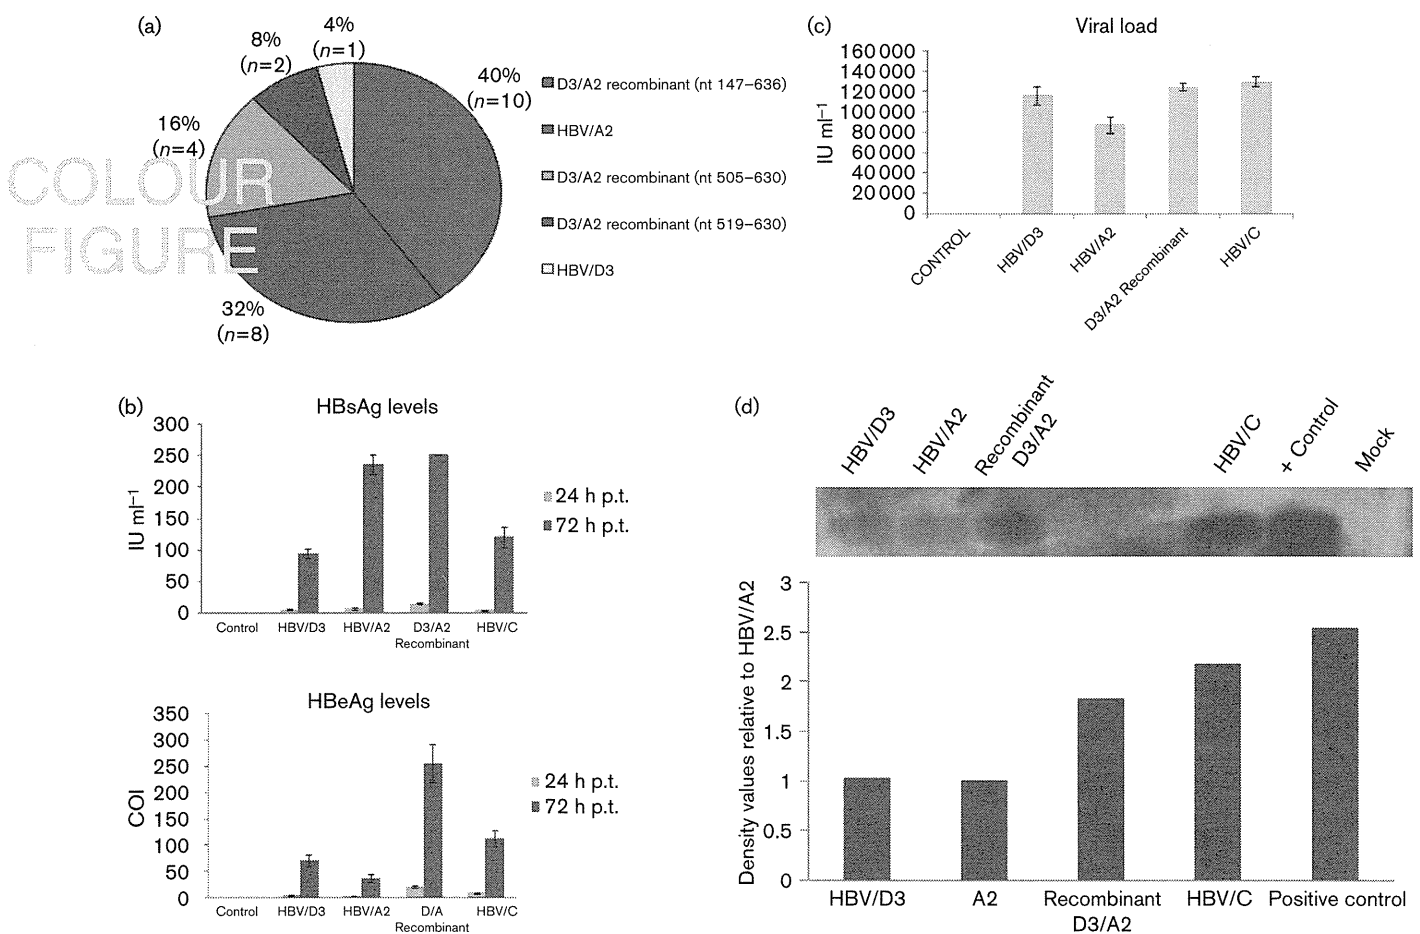 (a)
4%
(n=1)
8%
(n=2)
40%
(n=10)
16%
(n=4)
32%
(n=8)
COLOUR
FIGURE
D3/A2 recombinant (nt 147–636)
HBV/A2
D3/A2 recombinant (nt 505–630)
D3/A2 recombinant (nt 519–630)
HBV/D3
(c)
Viral load
IU ml–1
160 000
140 000
120 000
100 000
80 000
60 000
40 000
20 000
0
CONTROL
HBV/D3
HBV/A2
D3/A2 Recombinant
HBV/C
(b)
HBsAg levels
IU ml–1
300
250
200
150
100
50
0
Control
HBV/D3
HBV/A2
D3/A2
Recombinant
HBV/C
24 h p.t.
72 h p.t.
HBeAg levels
COI
350
300
250
200
150
100
50
0
Control
HBV/D3
HBV/A2
D/A
Recombinant
HBV/C
24 h p.t.
72 h p.t.
(d)
HBV/D3
HBV/A2
Recombinant
D3/A2
HBV/C
+ Control
Mock
Density values relative to HBV/A2
3
2.5
2
1.5
1
0.5
0
HBV/D3
A2
Recombinant
D3/A2
HBV/C
Positive control